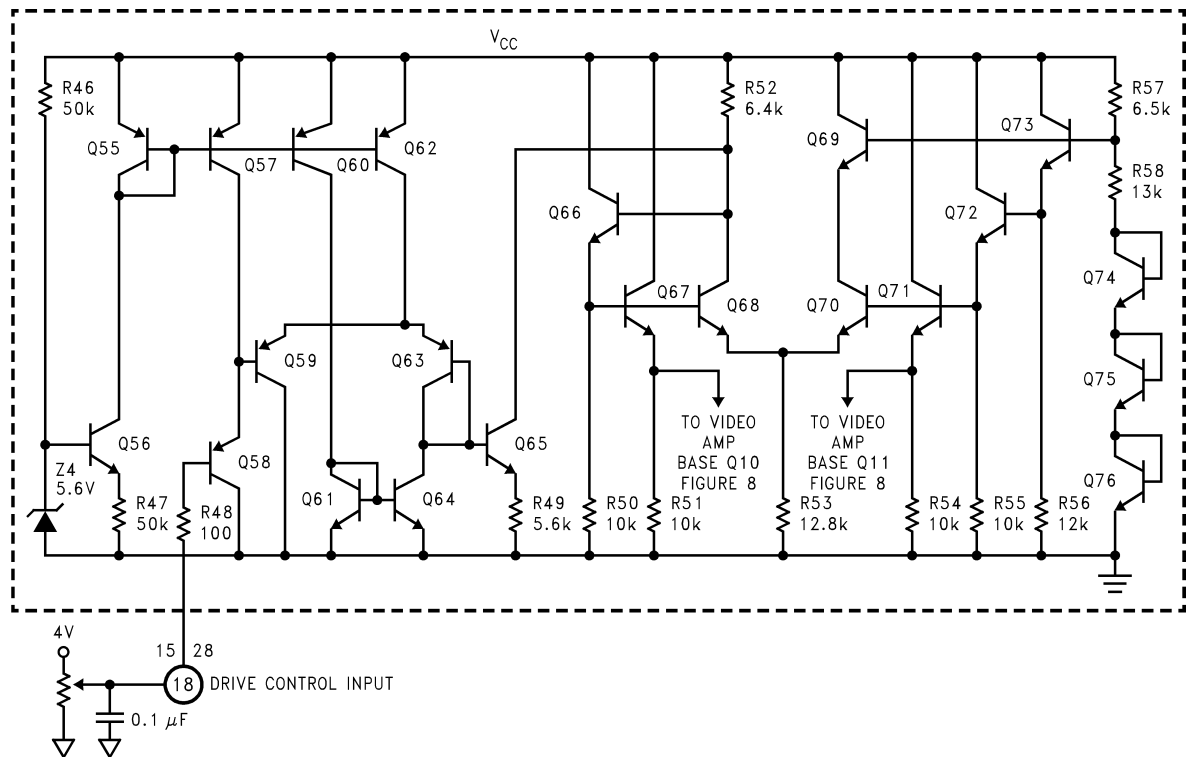 VCC
R46
50k
R52
6.4k
R57
6.5k
Q55
Q57
Q60
Q62
Q69
Q73
R58
13k
Q66
Q72
Q74
Q67
Q68
Q70
Q71
Q59
Q63
Q75
Q56
Q58
Q65
TO VIDEO
AMP
BASE Q10
FIGURE 8
TO VIDEO
AMP
BASE Q11
FIGURE 8
Z4
5.6V
Q61
Q64
Q76
R47
50k
R48
100
R49
5.6k
R50
10k
R51
10k
R53
12.8k
R54
10k
R55
10k
R56
12k
4V
15 28
18
DRIVE CONTROL INPUT
0.1 μF